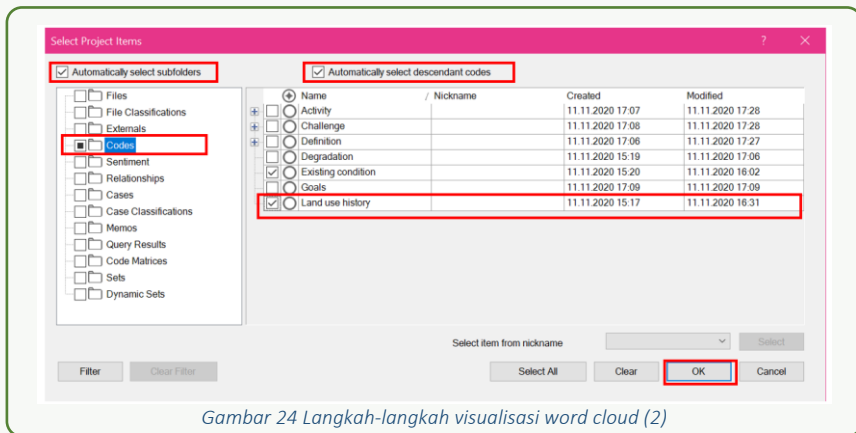 Select Project Items ? ×
Automatically select subfolders Automatically select descendant codes
Files
File Classifications
Externals
Codes
Sentiment
Relationships
Cases
Case Classifications
Memos
Query Results
Code Matrices
Sets
Dynamic Sets
Name / Nickname Created Modified
Activity 11.11.2020 17:07 11.11.2020 17:28
Challenge 11.11.2020 17:08 11.11.2020 17:28
Definition 11.11.2020 17:06 11.11.2020 17:27
Degradation 11.11.2020 15:19 11.11.2020 17:06
Existing condition 11.11.2020 15:20 11.11.2020 16:02
Goals 11.11.2020 17:09 11.11.2020 17:09
Land use history 11.11.2020 15:17 11.11.2020 16:31
Select item from nickname Select
Filter Clear Filter Select All Clear OK Cancel
Gambar 24 Langkah-langkah visualisasi word cloud (2)